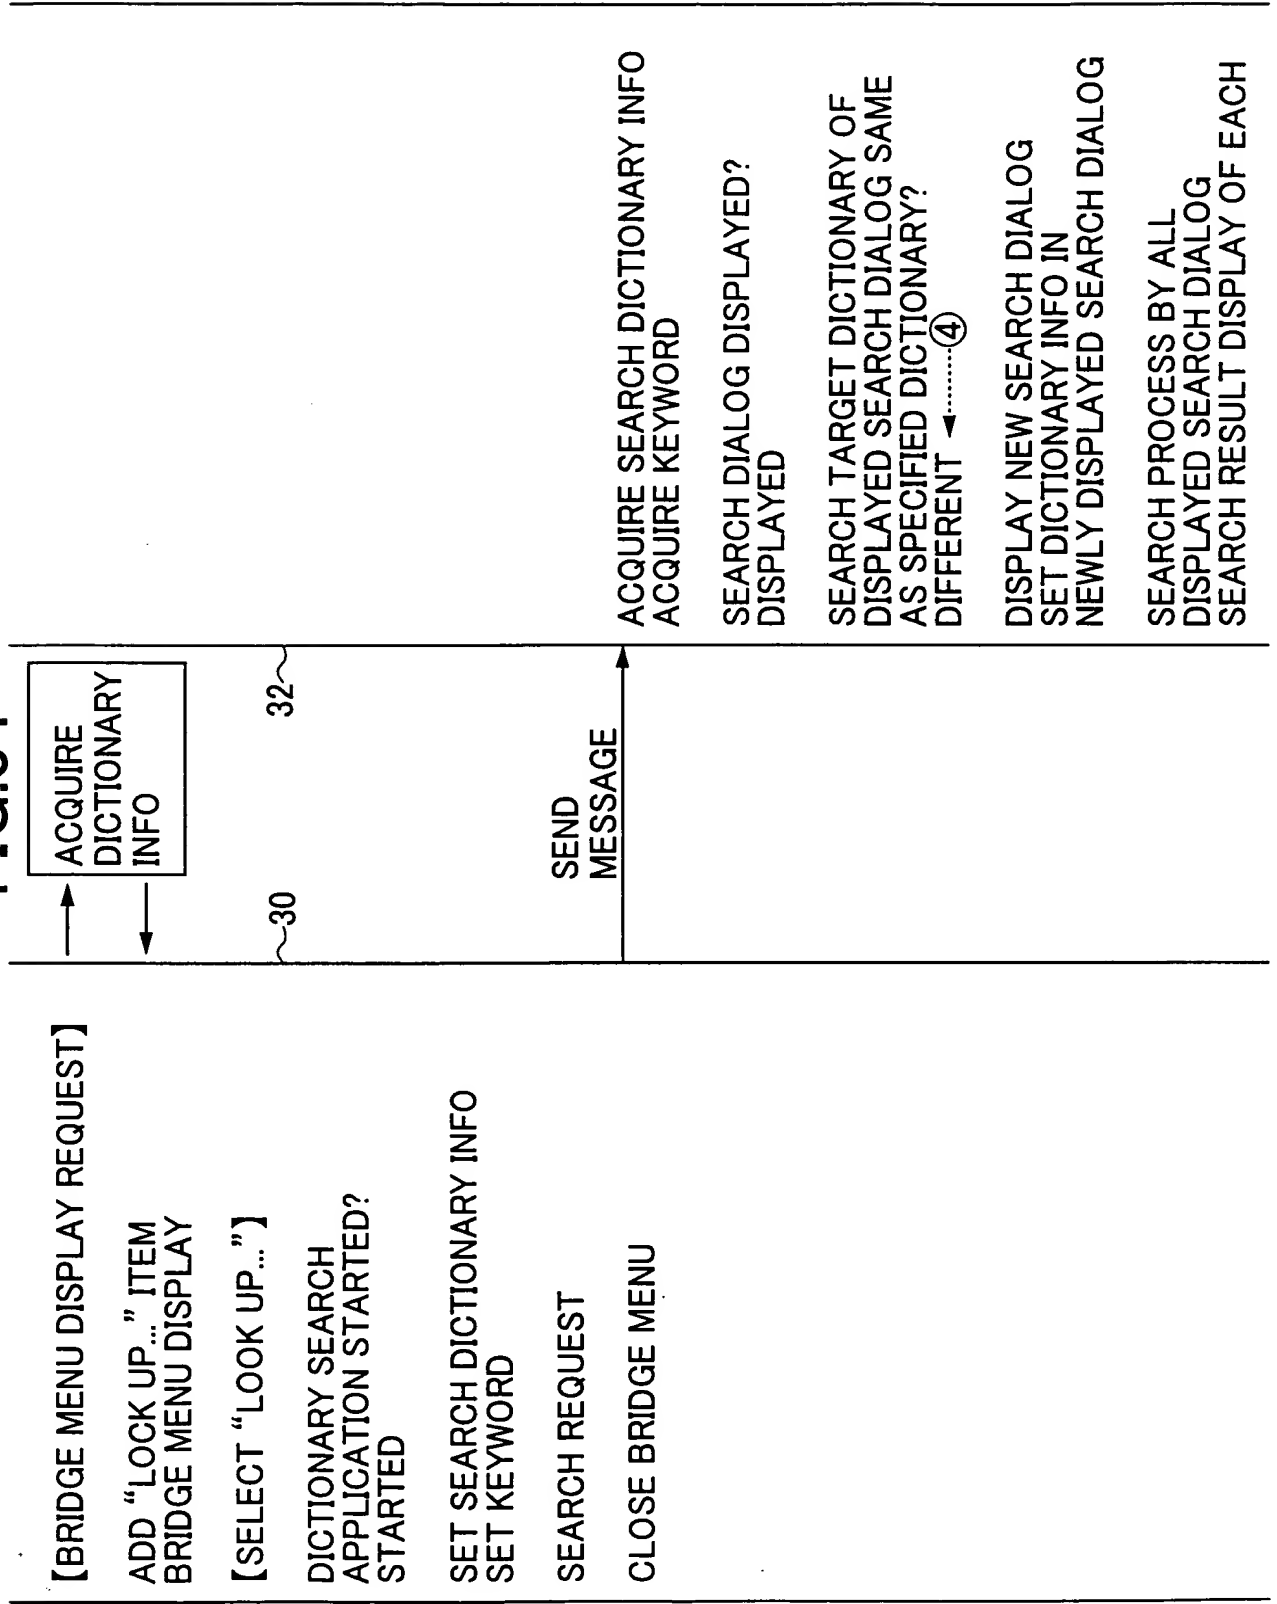 [BRIDGE MENU DISPLAY REQUEST]
ADD “LOCK UP...” ITEM
BRIDGE MENU DISPLAY
[SELECT “LOOK UP...”]
DICTIONARY SEARCH
APPLICATION STARTED?
STARTED
SET SEARCH DICTIONARY INFO
SET KEYWORD
SEARCH REQUEST
CLOSE BRIDGE MENU
ACQUIRE
DICTIONARY
INFO
30
32
SEND
MESSAGE
ACQUIRE SEARCH DICTIONARY INFO
ACQUIRE KEYWORD
SEARCH DIALOG DISPLAYED?
DISPLAYED
SEARCH TARGET DICTIONARY OF
DISPLAYED SEARCH DIALOG SAME
AS SPECIFIED DICTIONARY?
DIFFERENT ④
DISPLAY NEW SEARCH DIALOG
SET DICTIONARY INFO IN
NEWLY DISPLAYED SEARCH DIALOG
SEARCH PROCESS BY ALL
DISPLAYED SEARCH DIALOG
SEARCH RESULT DISPLAY OF EACH